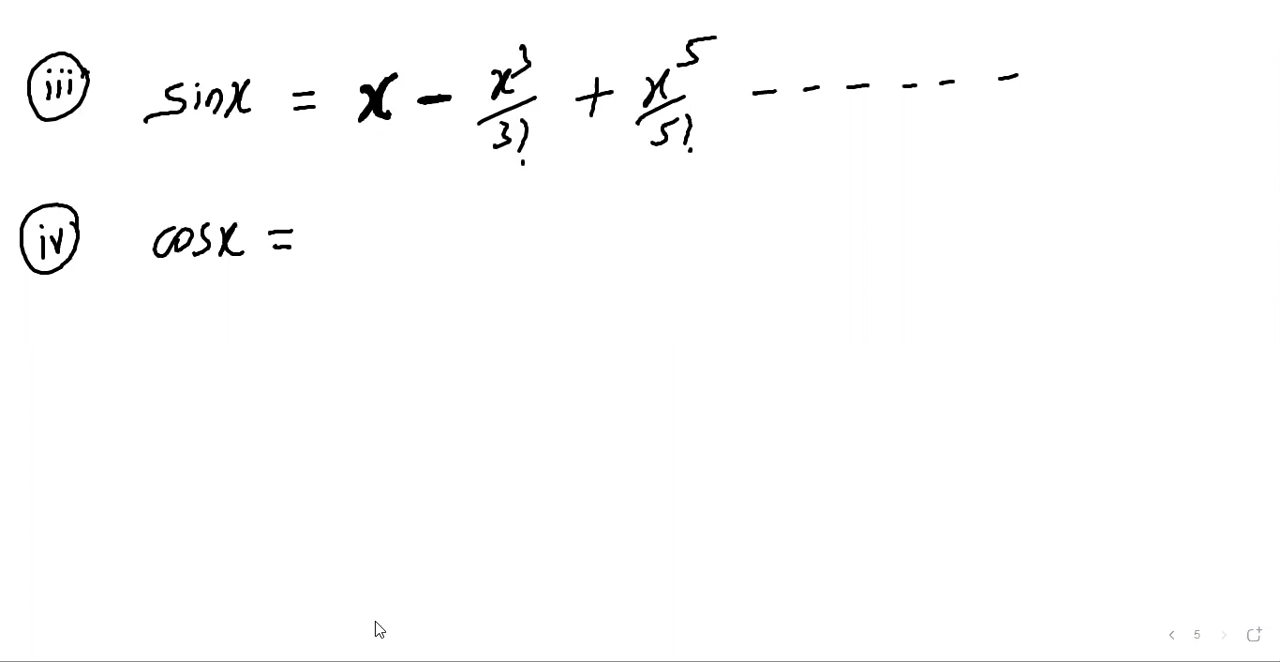 (iii) sinx = x - x³/3! + x⁵/5! - - - - - -
(iv) cosx =
< 5 >